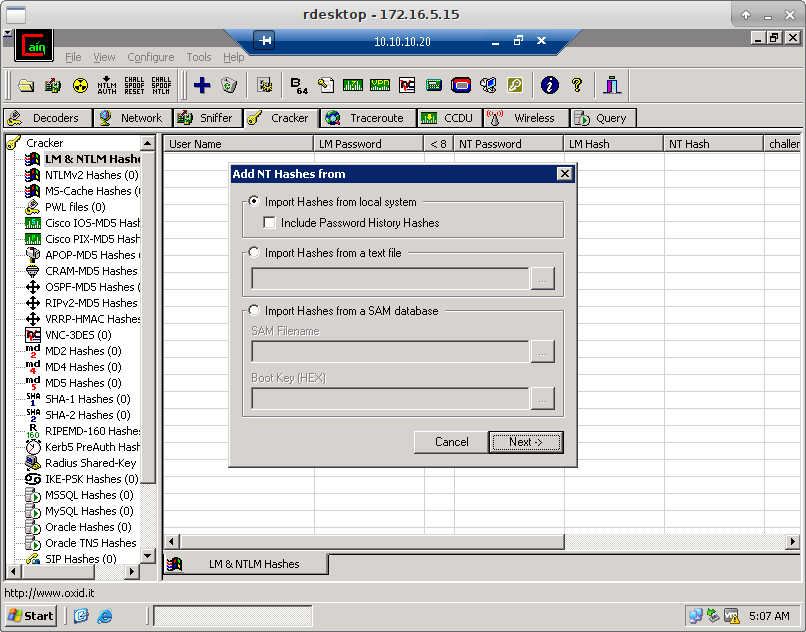 rdesktop - 172.16.5.15
10.10.10.20
Cain
File View Configure Tools Help
NTLM AUTH
CHALL SPOOF RESET
CHALL SPOOF NTLM
B64
Decoders
Network
Sniffer
Cracker
Traceroute
CCDU
Wireless
Query
Cracker
LM & NTLM Hashe
NTLMv2 Hashes (0)
MS-Cache Hashes (
PWL files (0)
Cisco IOS-MD5 Hash
Cisco PIX-MD5 Hash
APOP-MD5 Hashes
CRAM-MD5 Hashes
OSPF-MD5 Hashes
RIPv2-MD5 Hashes
VRRP-HMAC Hashes
VNC-3DES (0)
MD2 Hashes (0)
MD4 Hashes (0)
MD5 Hashes (0)
SHA-1 Hashes (0)
SHA-2 Hashes (0)
RIPEMD-160 Hashes
Kerb5 PreAuth Hash
Radius Shared-Key
IKE-PSK Hashes (0)
MSSQL Hashes (0)
MySQL Hashes (0)
Oracle Hashes (0)
Oracle TNS Hashes
SIP Hashes (0)
User Name
LM Password
< 8
NT Password
LM Hash
NT Hash
challer
Add NT Hashes from
Import Hashes from local system
Include Password History Hashes
Import Hashes from a text file
...
Import Hashes from a SAM database
SAM Filename
...
Boot Key (HEX)
...
Cancel
Next ->
LM & NTLM Hashes
http://www.oxid.it
Start
5:07 AM